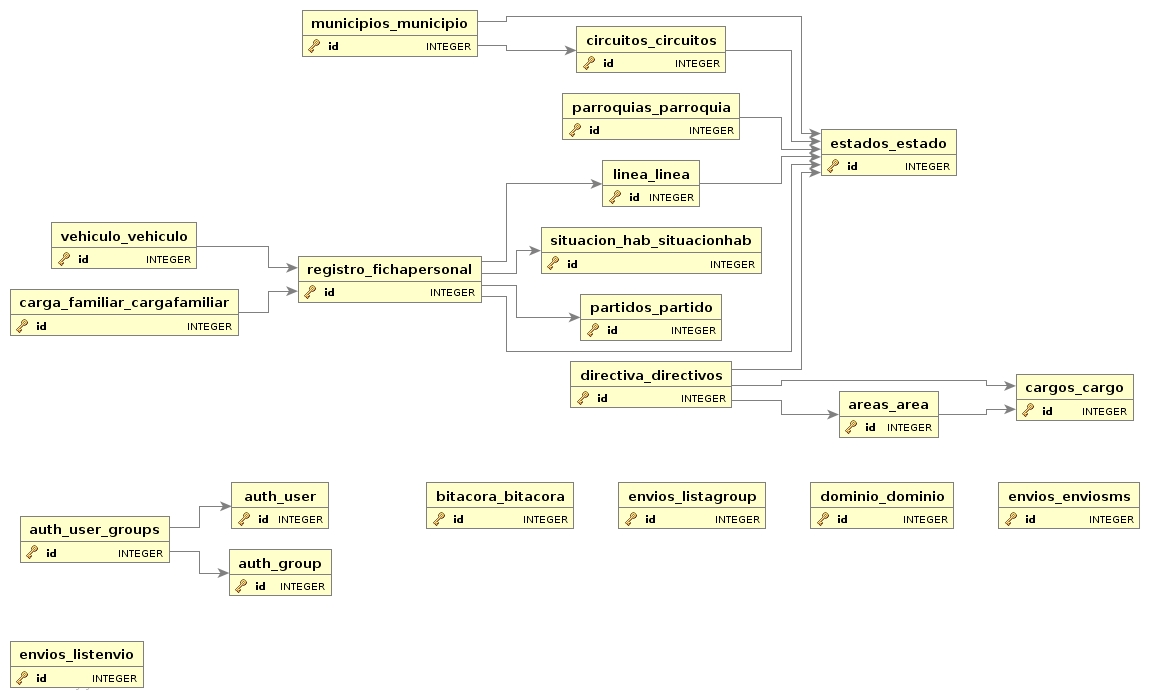 municipios_municipio
id INTEGER
circuitos_circuitos
id INTEGER
parroquias_parroquia
id INTEGER
estados_estado
id INTEGER
linea_linea
id INTEGER
vehiculo_vehiculo
id INTEGER
situacion_hab_situacionhab
id INTEGER
registro_fichapersonal
id INTEGER
carga_familiar_cargafamiliar
id INTEGER
partidos_partido
id INTEGER
directiva_directivos
id INTEGER
cargos_cargo
id INTEGER
areas_area
id INTEGER
auth_user
id INTEGER
bitacora_bitacora
id INTEGER
envios_listagroup
id INTEGER
dominio_dominio
id INTEGER
envios_enviosms
id INTEGER
auth_user_groups
id INTEGER
auth_group
id INTEGER
envios_listenvio
id INTEGER